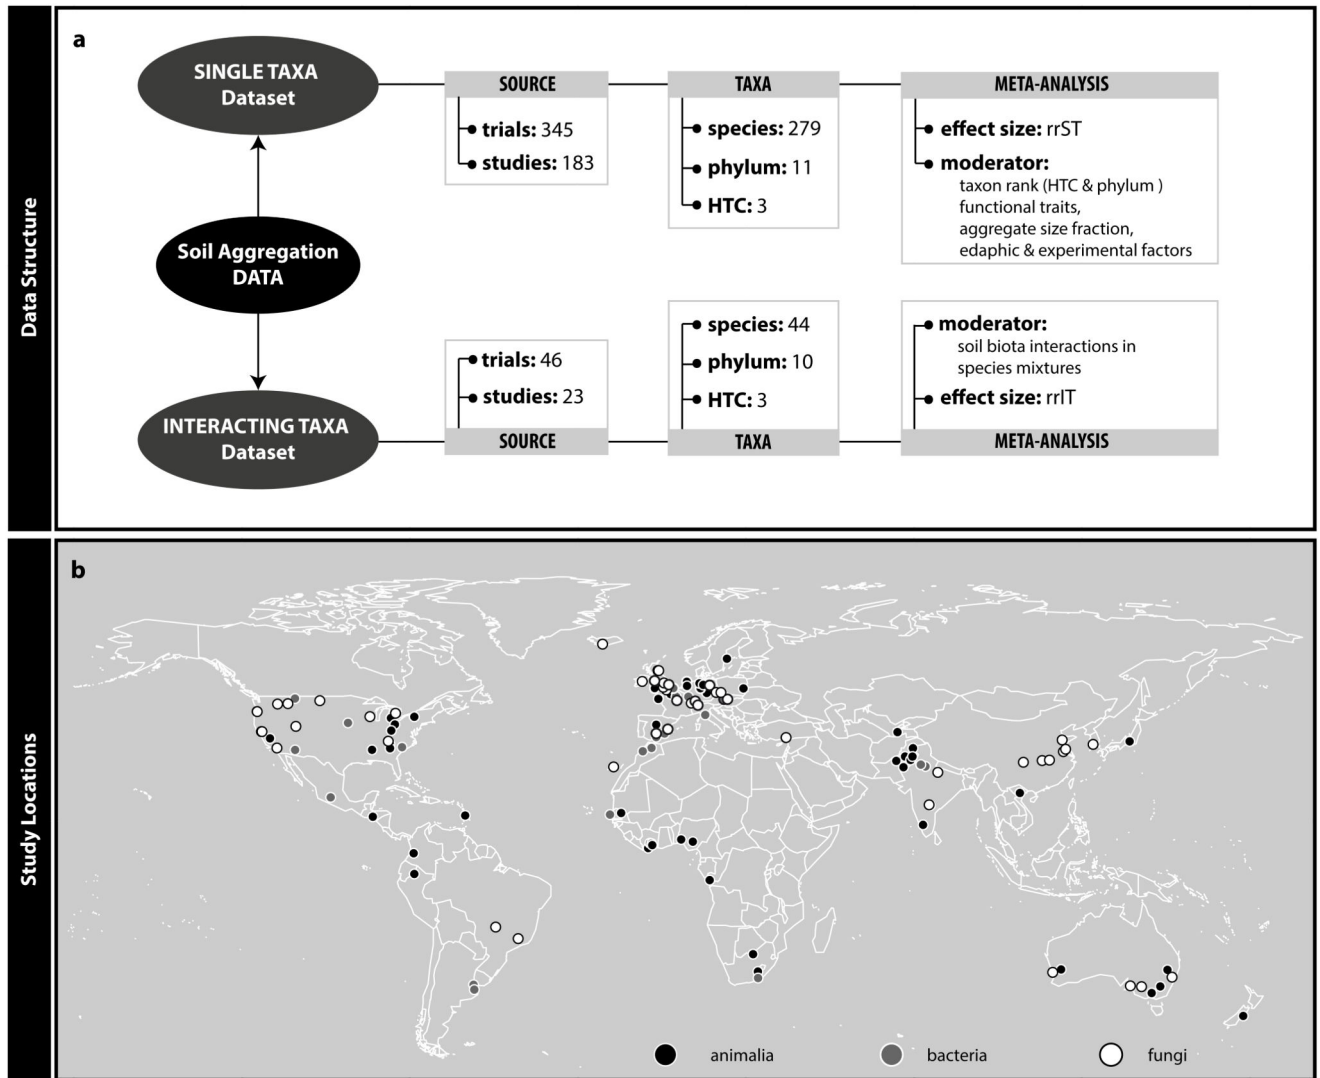 Data Structure
a
SINGLE TAXA
Dataset
SOURCE
trials: 345
studies: 183
TAXA
species: 279
phylum: 11
HTC: 3
META-ANALYSIS
effect size: rrST
moderator:
taxon rank (HTC & phylum )
functional traits,
aggregate size fraction,
edaphic & experimental factors
Soil Aggregation
DATA
INTERACTING TAXA
Dataset
trials: 46
studies: 23
SOURCE
species: 44
phylum: 10
HTC: 3
TAXA
moderator:
soil biota interactions in
species mixtures
effect size: rrIT
META-ANALYSIS
Study Locations
b
animalia
bacteria
fungi